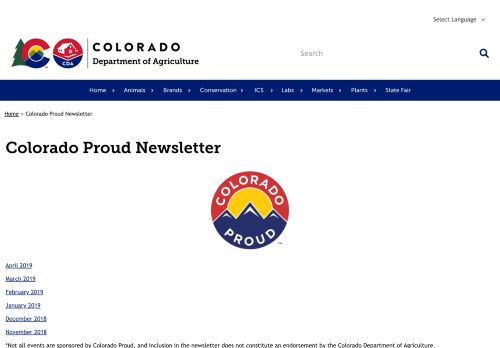 Select Language
CDA
COLORADO
Department of Agriculture
Search
Home > Animals > Brands > Conservation > ICS > Labs > Markets > Plants > State Fair
Home > Colorado Proud Newsletter
Colorado Proud Newsletter
COLORADO
PROUD
TM
April 2019
March 2019
February 2019
January 2019
December 2018
November 2018
*Not all events are sponsored by Colorado Proud, and inclusion in the newsletter does not constitute an endorsement by the Colorado Department of Agriculture.